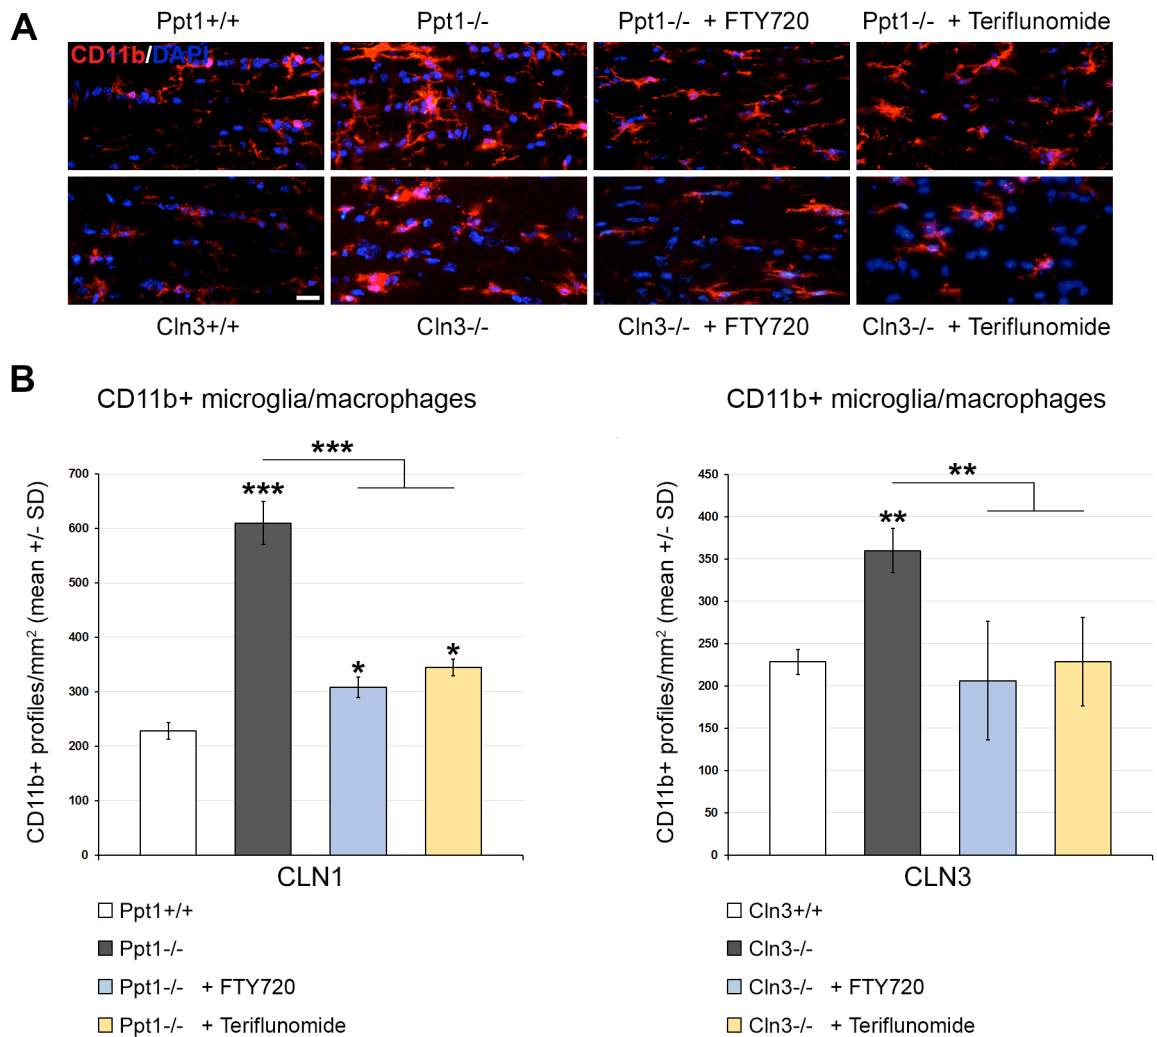 A
Ppt1+/+ Ppt1-/- Ppt1-/- + FTY720 Ppt1-/- + Teriflunomide
CD11b/DAPI
Cln3+/+ Cln3-/- Cln3-/- + FTY720 Cln3-/- + Teriflunomide
B
CD11b+ microglia/macrophages
CD11b+ profiles/mm² (mean +/- SD)
700
600
500
400
300
200
100
0
***
***
*
*
CLN1
Ppt1+/+
Ppt1-/-
Ppt1-/- + FTY720
Ppt1-/- + Teriflunomide
CD11b+ microglia/macrophages
CD11b+ profiles/mm² (mean +/- SD)
450
400
350
300
250
200
150
100
50
0
**
**
CLN3
Cln3+/+
Cln3-/-
Cln3-/- + FTY720
Cln3-/- + Teriflunomide